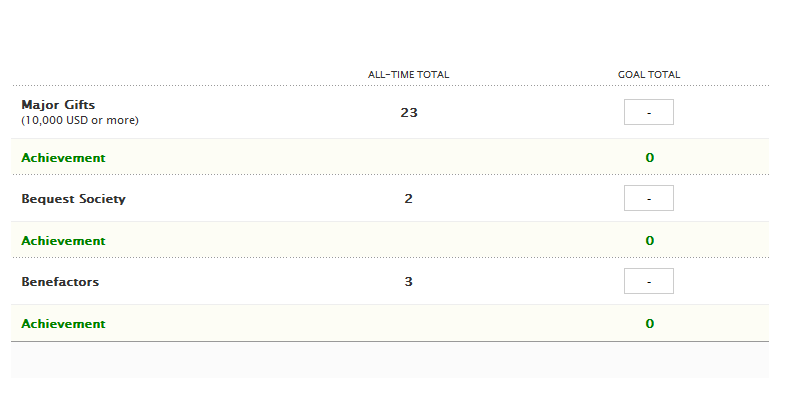 ALL-TIME TOTAL GOAL TOTAL
Major Gifts
(10,000 USD or more) 23 -
Achievement 0
Bequest Society 2 -
Achievement 0
Benefactors 3 -
Achievement 0